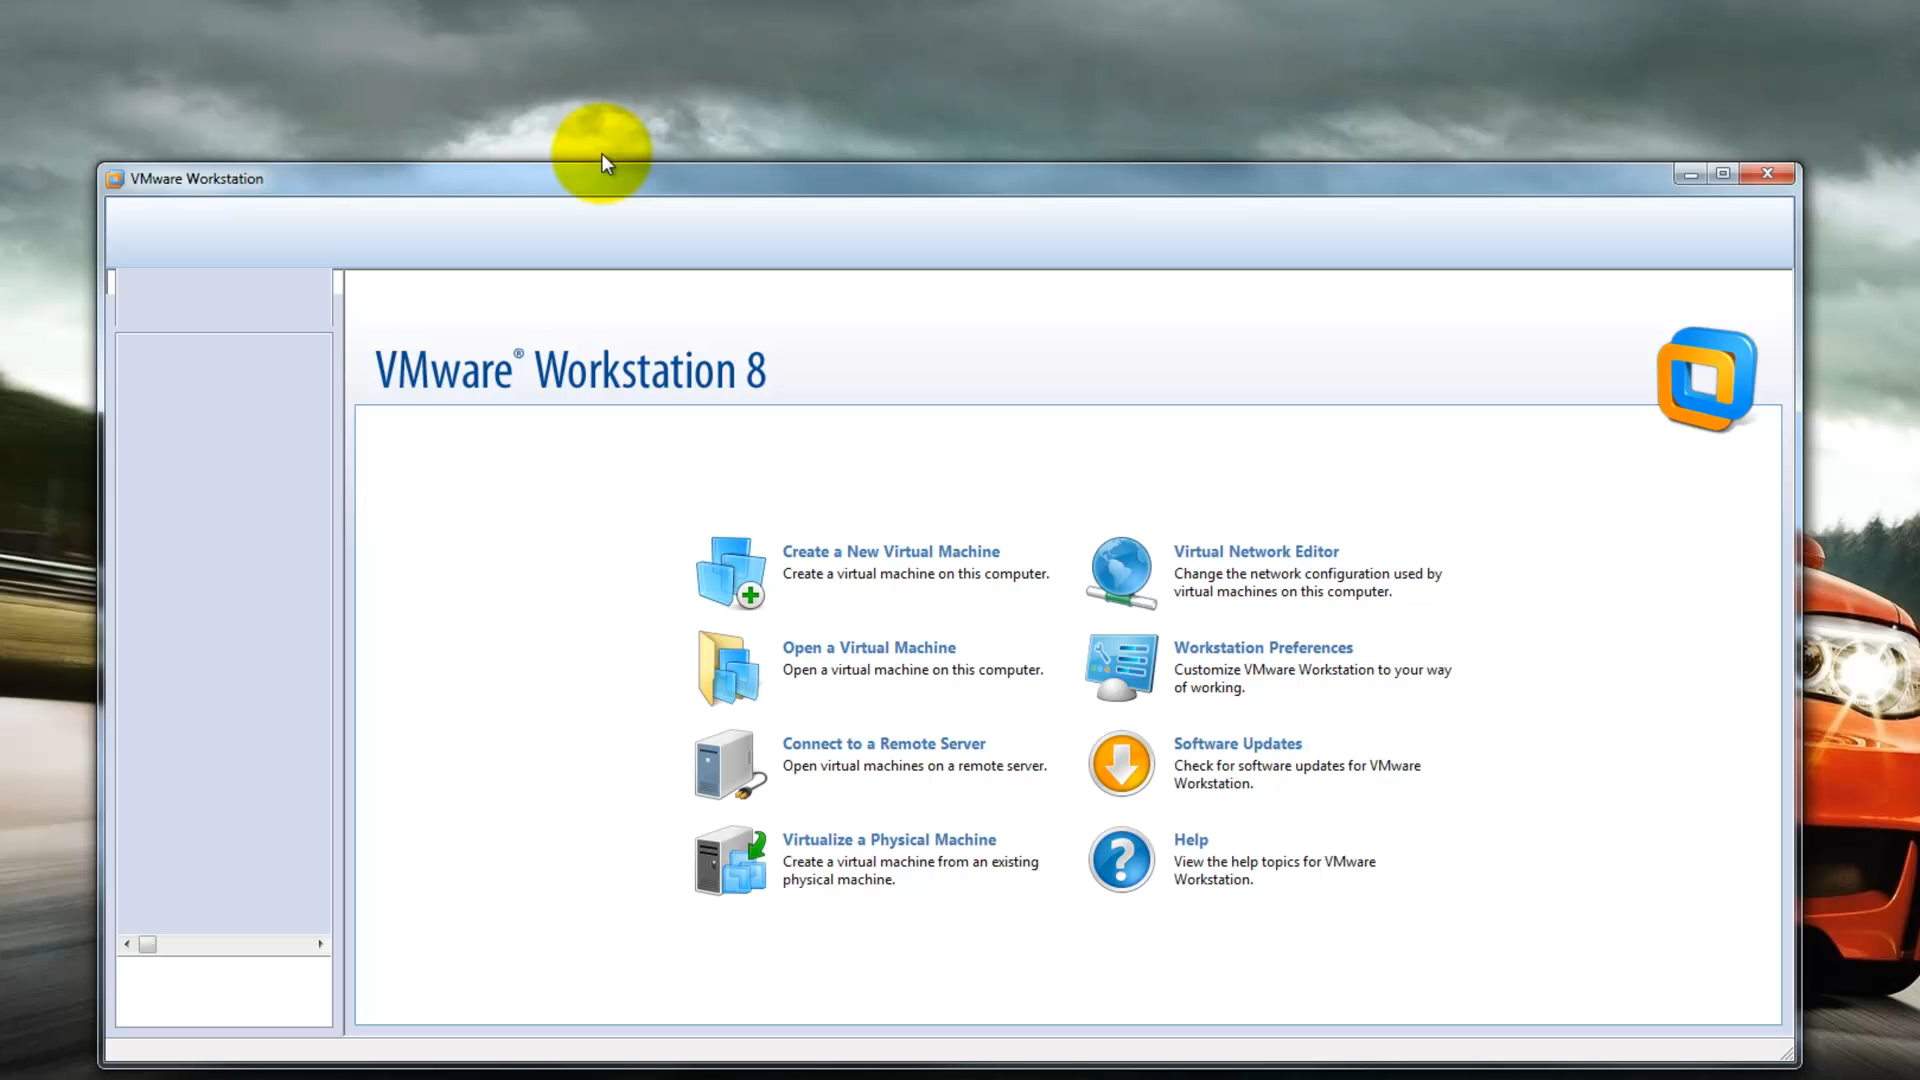 VMware Workstation
VMware® Workstation 8
Create a New Virtual Machine
Create a virtual machine on this computer.
Open a Virtual Machine
Open a virtual machine on this computer.
Connect to a Remote Server
Open virtual machines on a remote server.
Virtualize a Physical Machine
Create a virtual machine from an existing
physical machine.
Virtual Network Editor
Change the network configuration used by
virtual machines on this computer.
Workstation Preferences
Customize VMware Workstation to your way
of working.
Software Updates
Check for software updates for VMware
Workstation.
Help
View the help topics for VMware
Workstation.